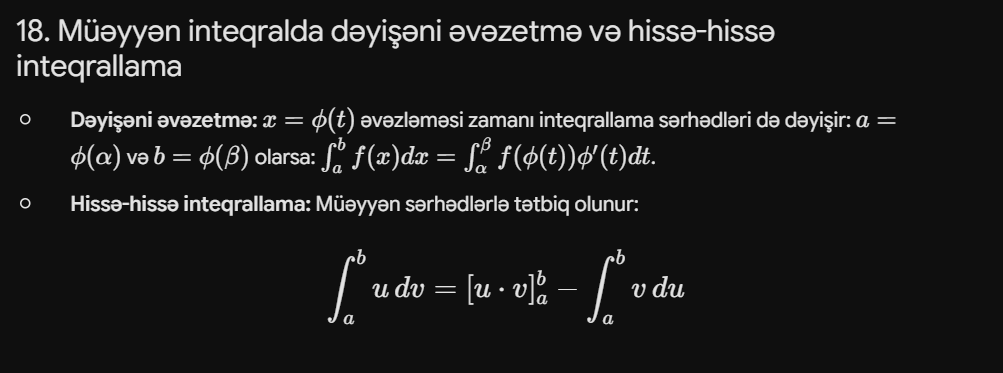 18. Müəyyən inteqralda dəyişəni əvəzetmə və hissə-hissə
inteqrallama
○ Dəyişəni əvəzetmə: x = ϕ(t) əvəzləməsi zamanı inteqrallama sərhədləri də dəyişir: a =
ϕ(α) və b = ϕ(β) olarsa: ∫_a^b f(x)dx = ∫_α^β f(ϕ(t))ϕ′(t)dt.
○ Hissə-hissə inteqrallama: Müəyyən sərhədlərlə tətbiq olunur:
∫_a^b u dv = [u · v]_a^b − ∫_a^b v du